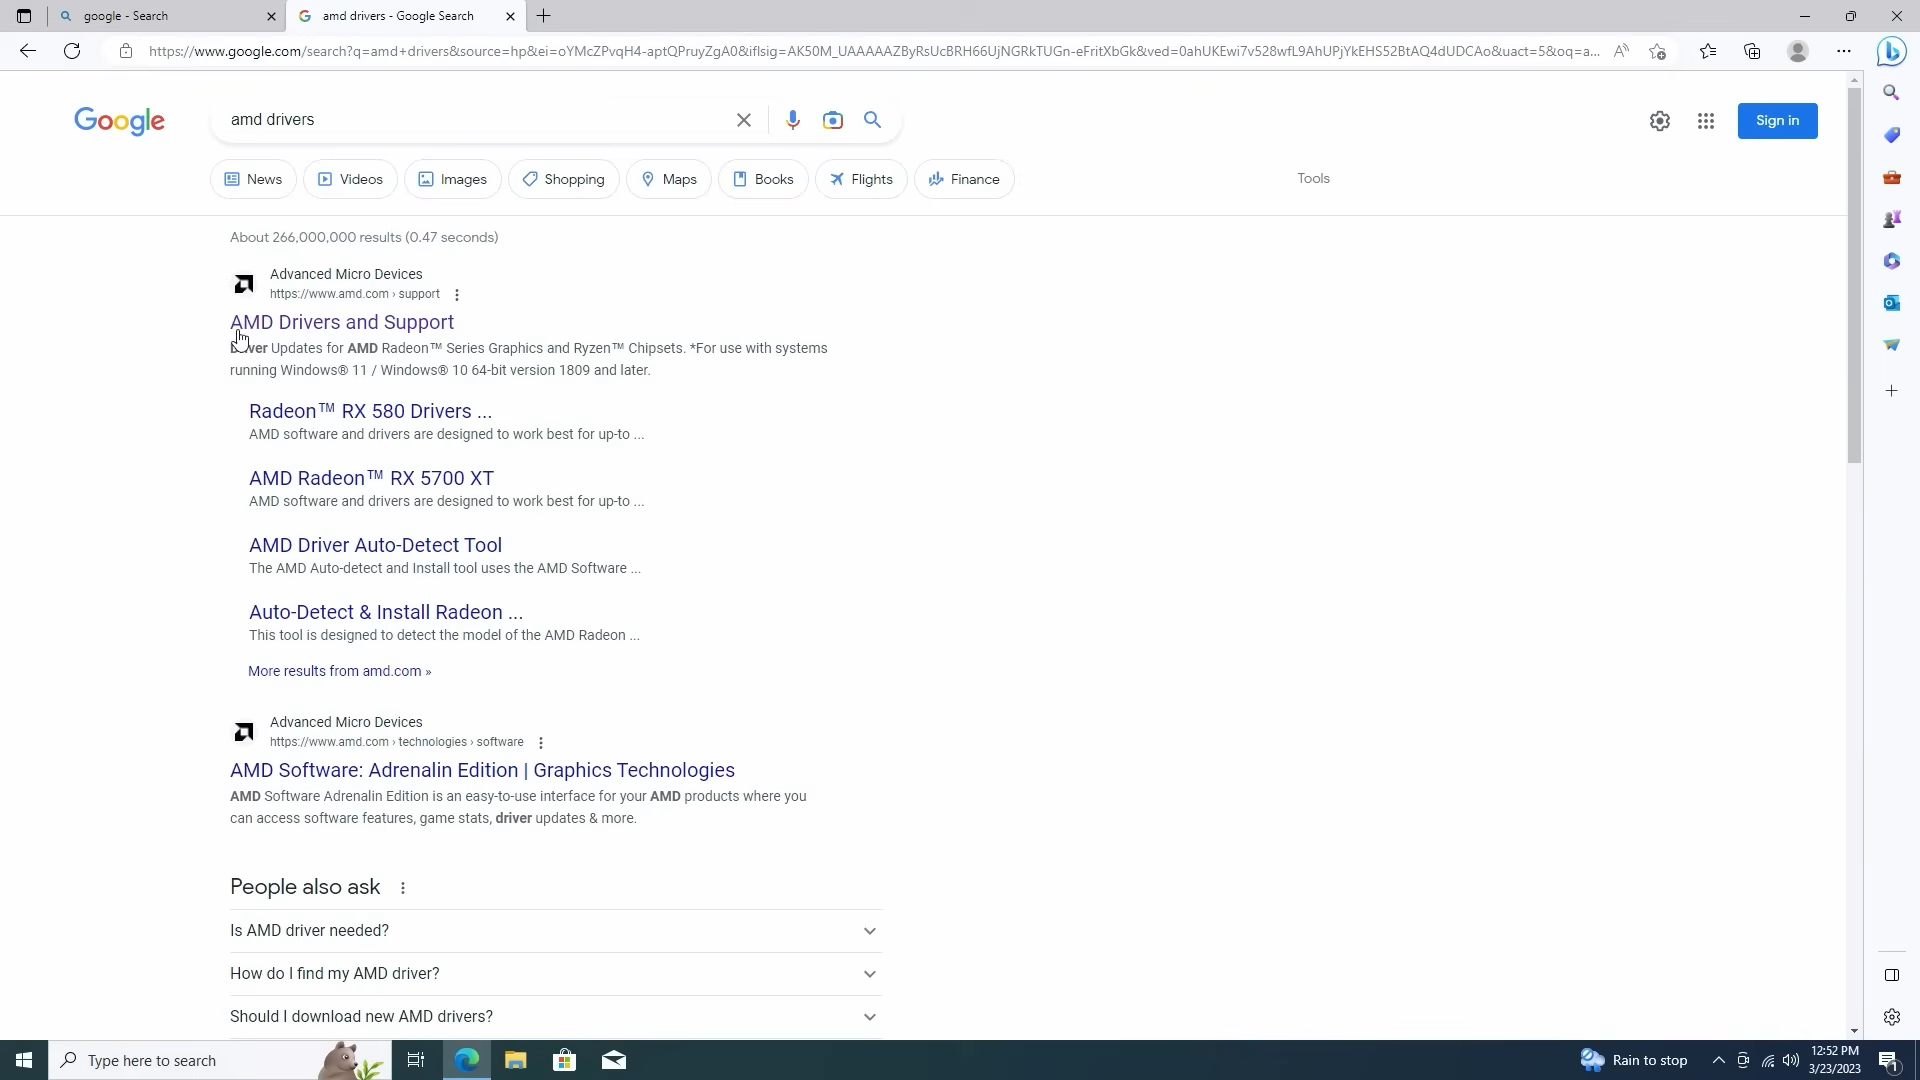 google - Search
amd drivers - Google Search
https://www.google.com/search?q=amd+drivers&source=hp&ei=oYMcZPvqH4-aptQPruyZgA0&iflsig=AK50M_UAAAAAZByRsUcBRH66UjNGRkTUGn-eFritXbGk&ved=0ahUKEwi7v528wfL9AhUPjYkEHS52BtAQ4dUDCAo&uact=5&oq=a...
Google
amd drivers
Sign in
News
Videos
Images
Shopping
Maps
Books
Flights
Finance
Tools
About 266,000,000 results (0.47 seconds)
Advanced Micro Devices
https://www.amd.com › support
AMD Drivers and Support
Driver Updates for AMD Radeon™ Series Graphics and Ryzen™ Chipsets. *For use with systems
running Windows® 11 / Windows® 10 64-bit version 1809 and later.
Radeon™ RX 580 Drivers ...
AMD software and drivers are designed to work best for up-to ...
AMD Radeon™ RX 5700 XT
AMD software and drivers are designed to work best for up-to ...
AMD Driver Auto-Detect Tool
The AMD Auto-detect and Install tool uses the AMD Software ...
Auto-Detect & Install Radeon ...
This tool is designed to detect the model of the AMD Radeon ...
More results from amd.com »
Advanced Micro Devices
https://www.amd.com › technologies › software
AMD Software: Adrenalin Edition | Graphics Technologies
AMD Software Adrenalin Edition is an easy-to-use interface for your AMD products where you
can access software features, game stats, driver updates & more.
People also ask
Is AMD driver needed?
How do I find my AMD driver?
Should I download new AMD drivers?
Type here to search
Rain to stop
12:52 PM
3/23/2023
1